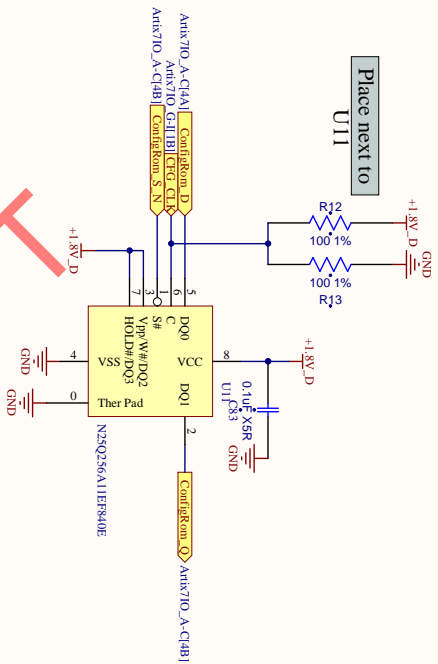 Place next to
U11
+1.8V_D
GND
R12
100 1%
100 1%
R13
Artix7IO_A-C[4A]
ConfigRom_D
Artix7IO_G-I[1B]
CFG_CLK
Artix7IO_A-C[4B]
ConfigRom_S_N
+1.8V_D
5
6
1
3
7
DQ0
C
S#
Vpp/W#/DQ2
HOLD#/DQ3
VCC
8
+1.8V_D
0.1uF X5R
C83
GND
U11
DQ1
2
ConfigRom_Q
Artix7IO_A-C[4B]
VSS
4
GND
Ther Pad
0
GND
N25Q256A11EF840E